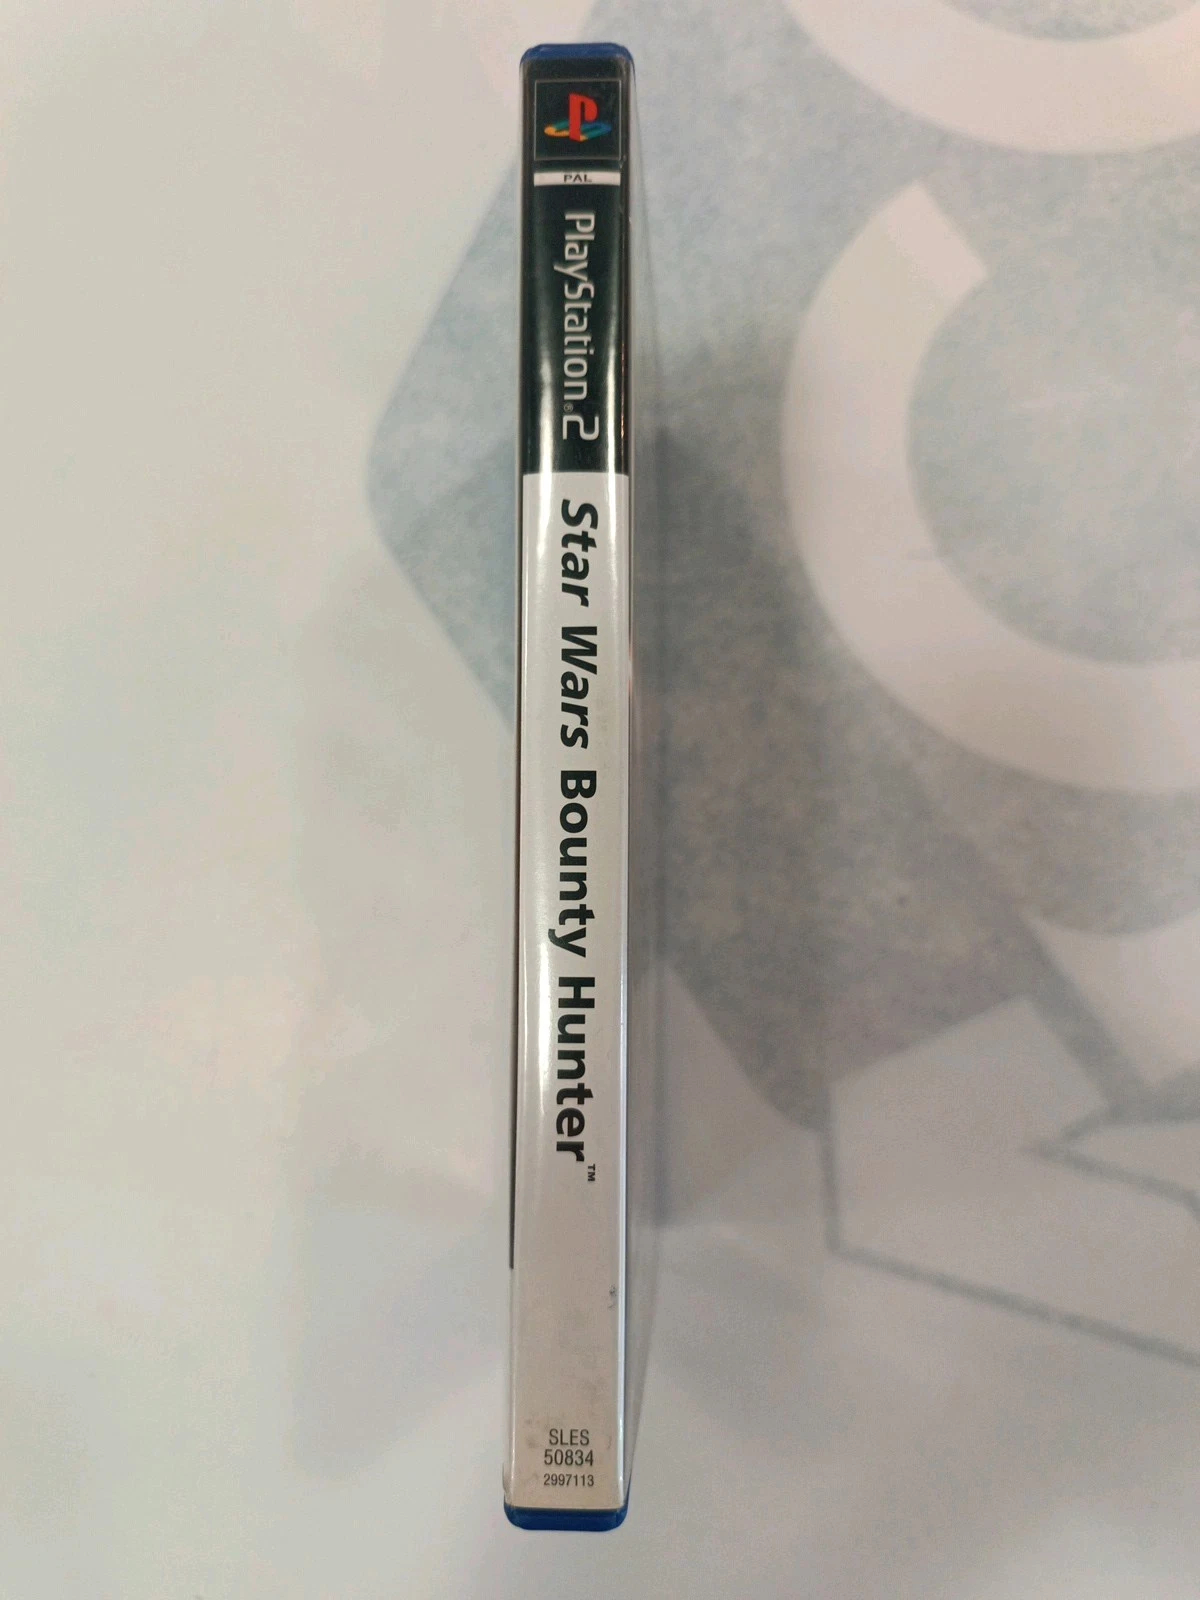 PAL
PlayStation®2
Star Wars Bounty Hunter™
SLES
50834
2997113